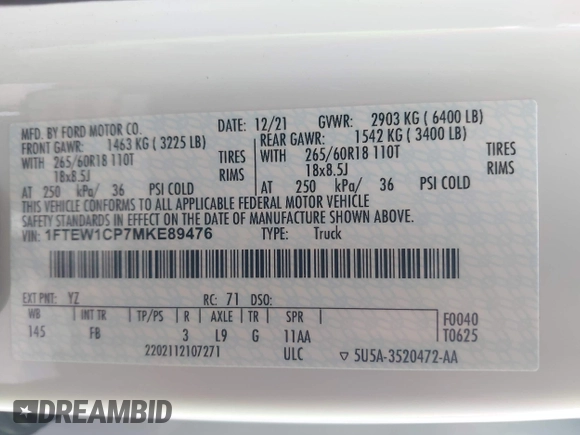 MFD. BY FORD MOTOR CO. 12/21 GVWR: 2903 KG ( 6400 LB)
FRONT GAWR: 1463 KG ( 3225 LB) REAR GAWR: 1542 KG ( 3400 LB)
WITH 265/60R18 110T TIRES WITH 265/60R18 110T TIRES
18x8.5J RIMS 18x8.5J RIMS
AT 250 kPa/ 36 PSI COLD AT 250 kPa/ 36 PSI COLD
THIS VEHICLE CONFORMS TO ALL APPLICABLE FEDERAL MOTOR VEHICLE
SAFETY STANDARDS IN EFFECT ON THE DATE OF MANUFACTURE SHOWN ABOVE.
VIN: 1FTEW1CP7MKE89476 TYPE: Truck
EXT PNT: YZ RC: 71 DSO:
WB INT TR TP/PS R AXLE TR SPR F0040
145 FB 3 L9 G 11AA T0625
2202112107271 ULC ▽ 5U5A-3520472-AA
DREAMBID